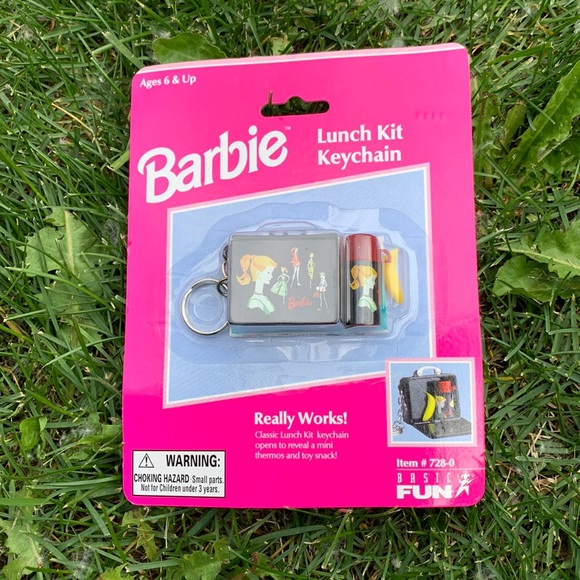 Ages 6 & Up
Barbie™
Lunch Kit
Keychain
Barbie
Really Works!
Classic Lunch Kit keychain
opens to reveal a mini
thermos and toy snack!
WARNING:
CHOKING HAZARD-Small parts.
Not for Children under 3 years.
Item # 728-0
BASIC
FUN